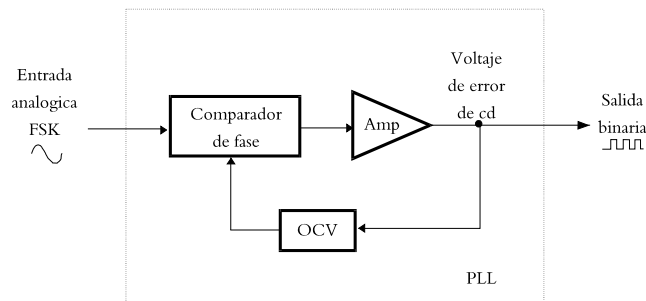 Entrada
analogica
FSK
Comparador
de fase
Amp
Voltaje
de error
de cd
Salida
binaria
OCV
PLL